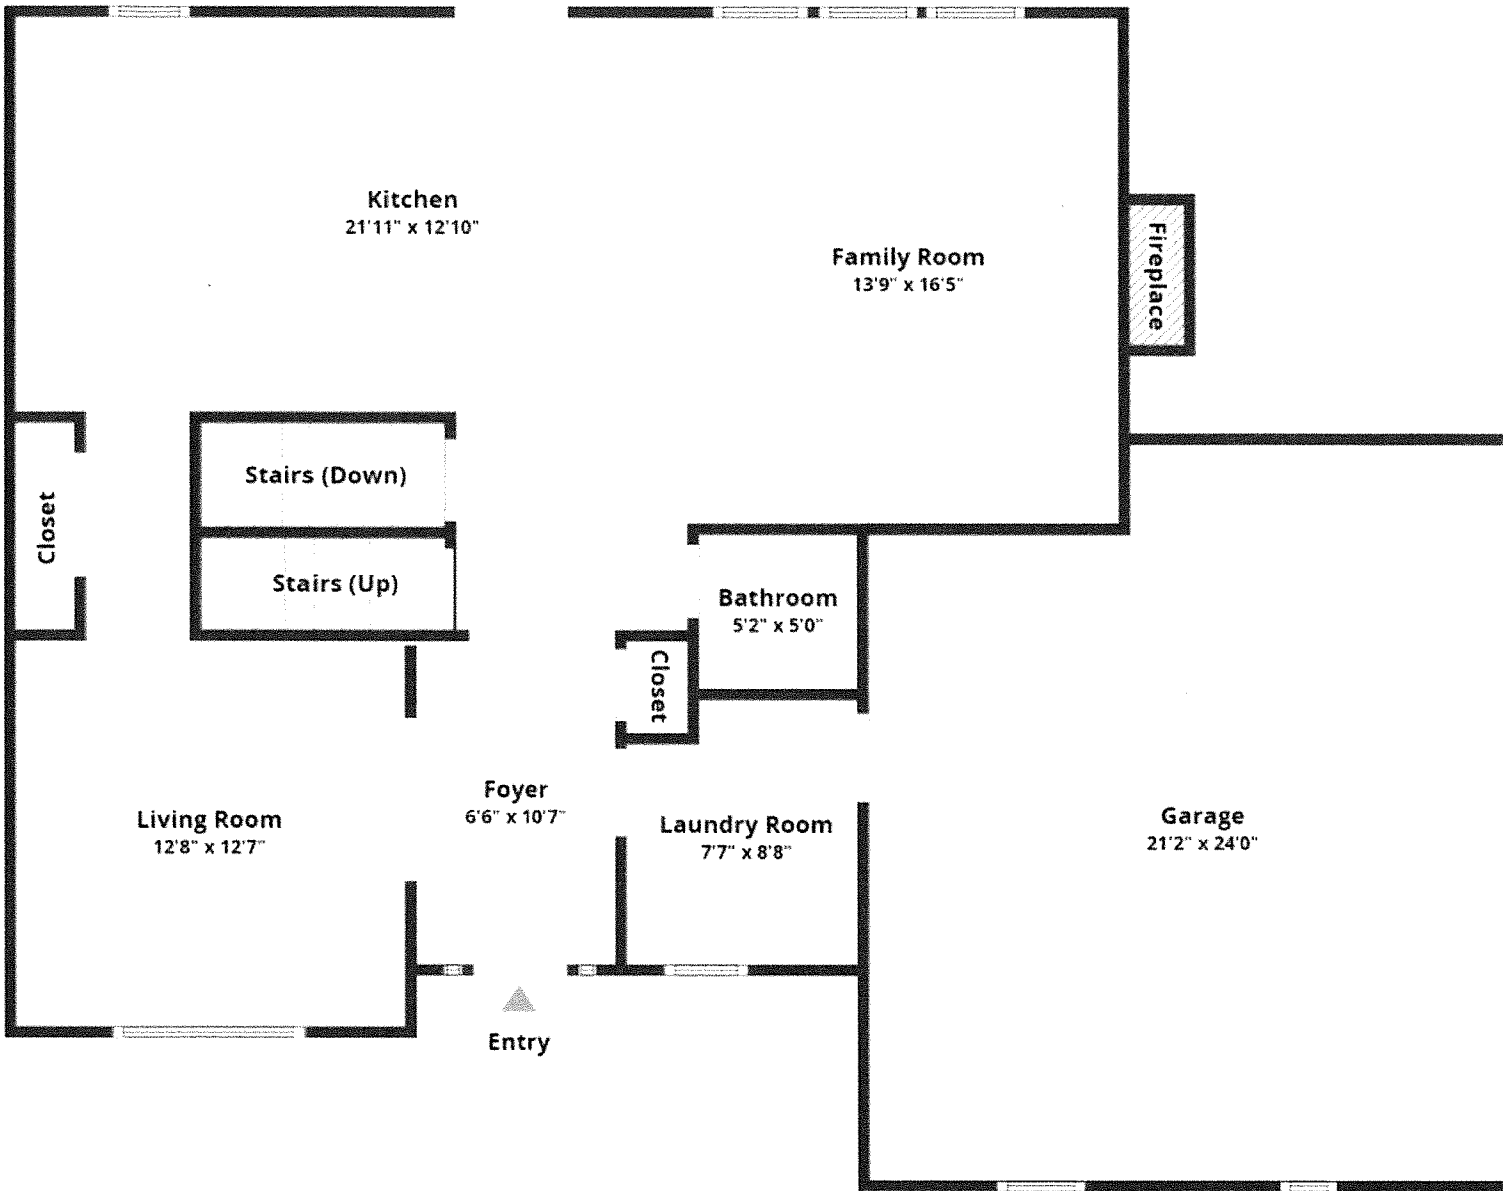 Kitchen
21'11" x 12'10"
Family Room
13'9" x 16'5"
Fireplace
Closet
Stairs (Down)
Stairs (Up)
Bathroom
5'2" x 5'0"
Closet
Foyer
6'6" x 10'7"
Living Room
12'8" x 12'7"
Laundry Room
7'7" x 8'8"
Garage
21'2" x 24'0"
Entry